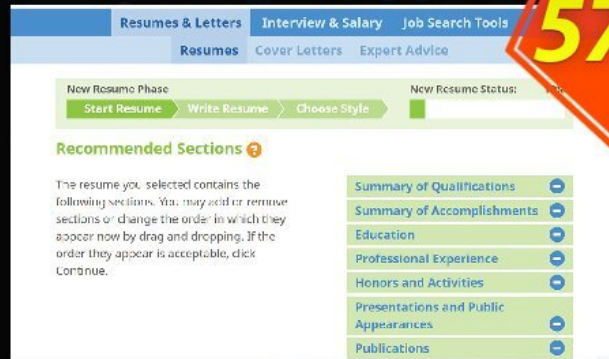 57
Resumes & Letters Interview & Salary Job Search Tools
Resumes Cover Letters Expert Advice
New Resume Phase New Resume Status:
Start Resume Write Resume Choose Style
Recommended Sections ?
The resume you selected contains the
following sections. You may add or remove
sections or change the order in which they
appear now by drag and dropping. If the
order they appear is acceptable, click
Continue.
Summary of Qualifications
Summary of Accomplishments
Education
Professional Experience
Honors and Activities
Presentations and Public
Appearances
Publications